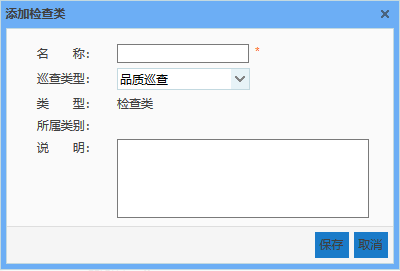 添加检查类
名 称: *
巡查类型: 品质巡查
类 型: 检查类
所属类别:
说 明:
保存 取消